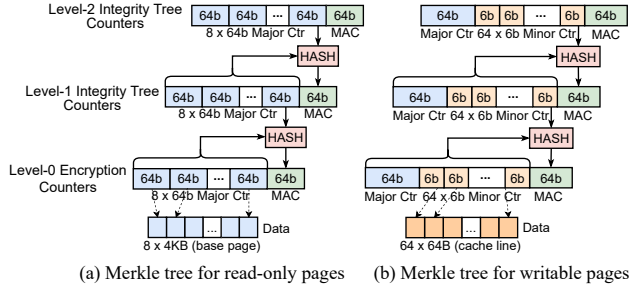 Level-2 Integrity Tree Counters
64b 64b ... 64b 64b
8 x 64b Major Ctr MAC
HASH
Level-1 Integrity Tree Counters
64b 64b ... 64b 64b
8 x 64b Major Ctr MAC
HASH
Level-0 Encryption Counters
64b 64b ... 64b 64b
8 x 64b Major Ctr MAC
... Data
8 x 4KB (base page)
(a) Merkle tree for read-only pages
64b 6b 6b ... 6b 64b
Major Ctr 64 x 6b Minor Ctr MAC
HASH
64b 6b 6b ... 6b 64b
Major Ctr 64 x 6b Minor Ctr MAC
HASH
64b 6b 6b ... 6b 64b
Major Ctr 64 x 6b Minor Ctr MAC
... Data
64 x 64B (cache line)
(b) Merkle tree for writable pages